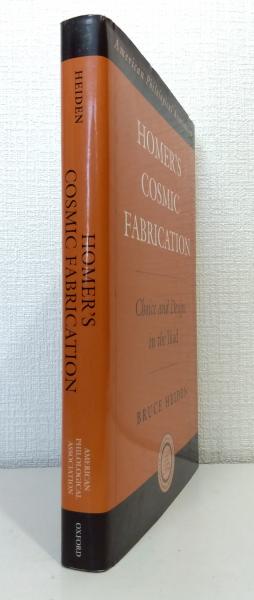 HEIDEN
HOMER'S
COSMIC FABRICATION
AMERICAN
PHILOLOGICAL
ASSOCIATION
OXFORD
American Philological
HOMER'S
COSMIC
FABRICATION
Choice and Design
in the Iliad
BRUCE HEIDEN